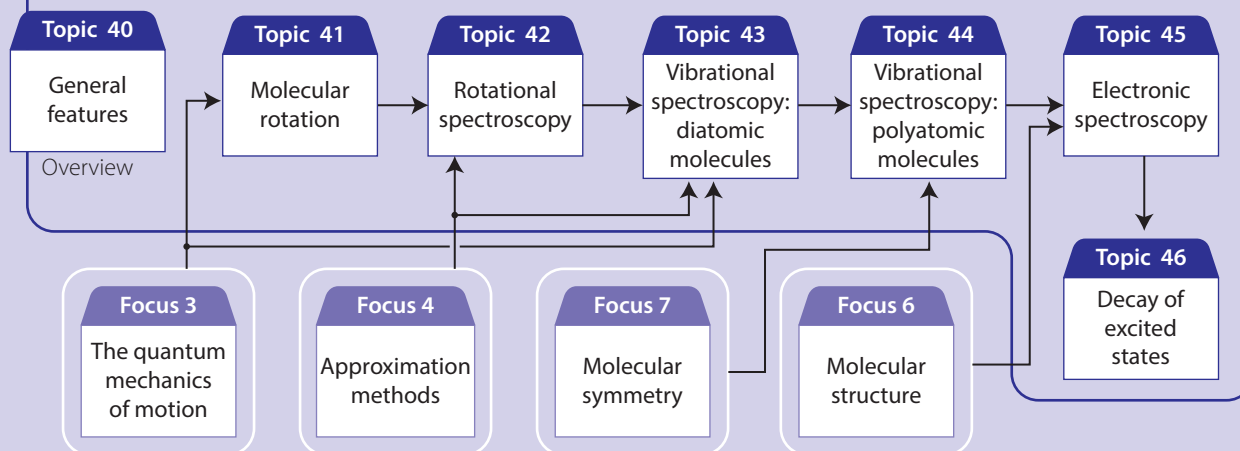 Topic 40
General
features
Overview
Topic 41
Molecular
rotation
Topic 42
Rotational
spectroscopy
Topic 43
Vibrational
spectroscopy:
diatomic
molecules
Topic 44
Vibrational
spectroscopy:
polyatomic
molecules
Topic 45
Electronic
spectroscopy
Focus 3
The quantum
mechanics
of motion
Focus 4
Approximation
methods
Focus 7
Molecular
symmetry
Focus 6
Molecular
structure
Topic 46
Decay of
excited
states